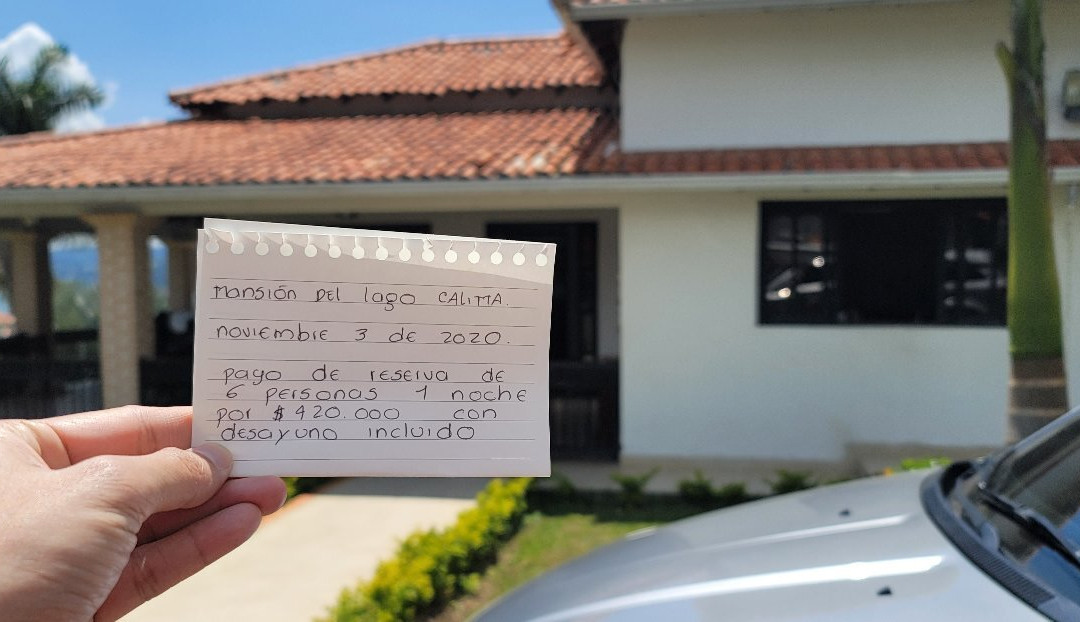 mansión DEL lago CALIMA.
noviembre 3 de 2020.
pago de reserva de
6 personas 1 noche
por $ 420.000 con
desayuno incluido